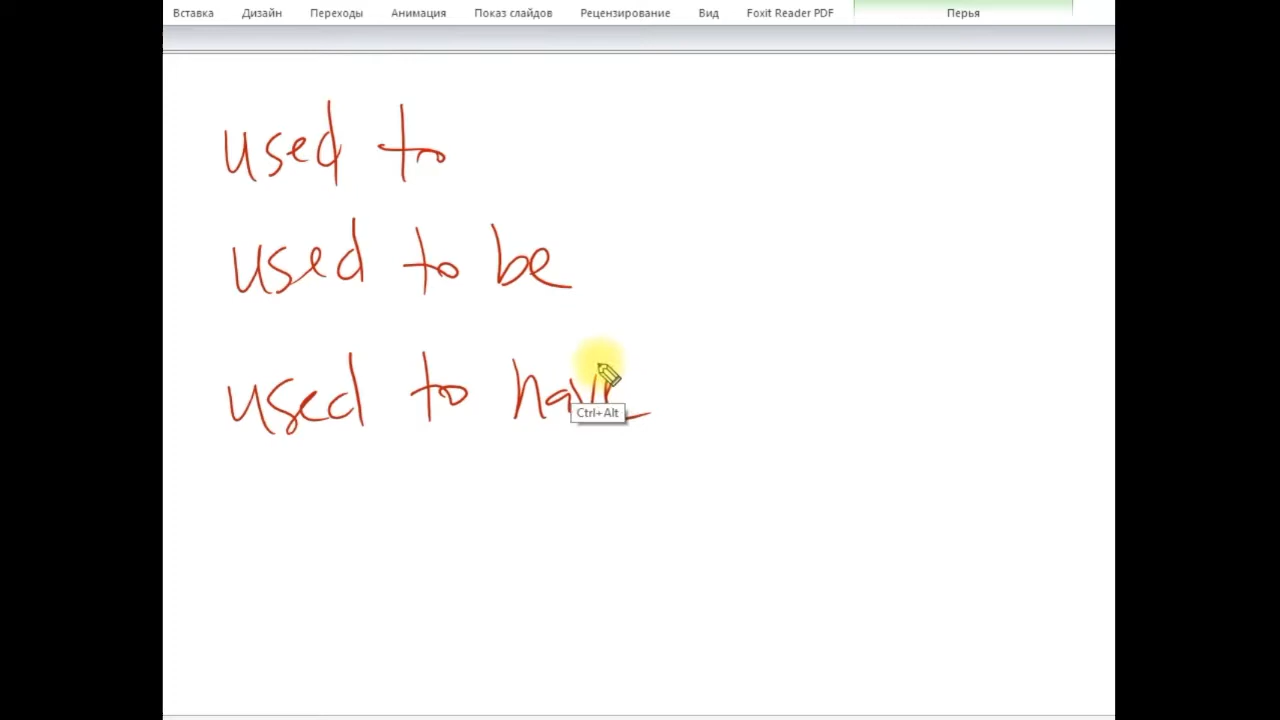 Вставка Дизайн Переходы Анимация Показ слайдов Рецензирование Вид Foxit Reader PDF Перья
used to
used to be
used to have
Ctrl+Alt